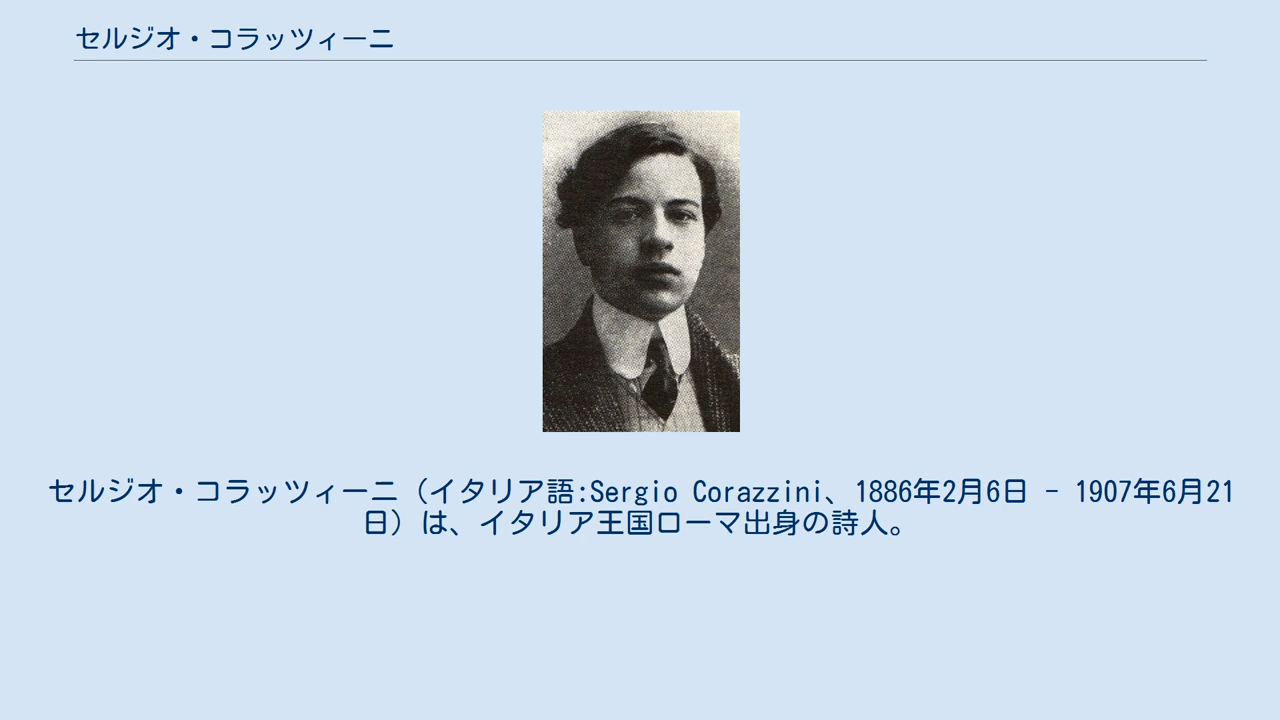 セルジオ・コラッツィーニ
セルジオ・コラッツィーニ（イタリア語:Sergio Corazzini、1886年2月6日 - 1907年6月21
日）は、イタリア王国ローマ出身の詩人。